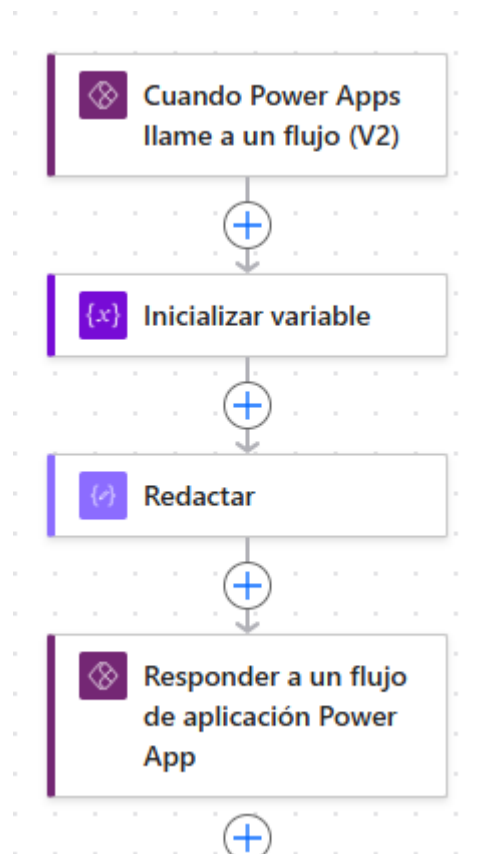 Cuando Power Apps
llame a un flujo (V2)
{x}
Inicializar variable
Redactar
Responder a un flujo
de aplicación Power
App